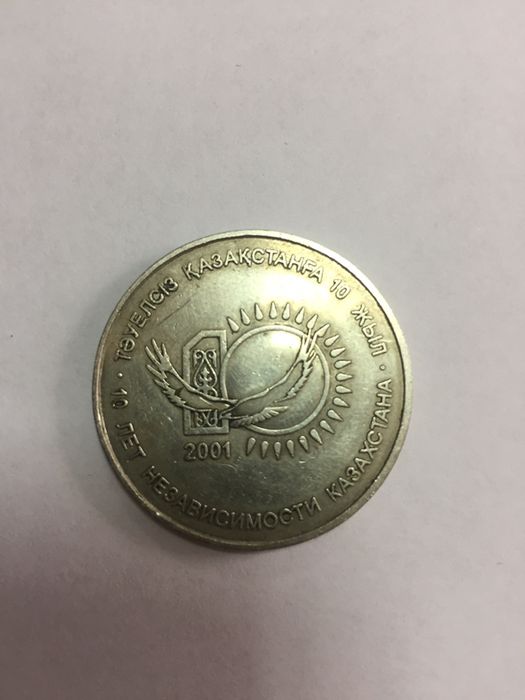 ТӘУЕЛСІЗ ҚАЗАҚСТАНҒА 10 ЖЫЛ
2001
10 ЛЕТ НЕЗАВИСИМОСТИ КАЗАХСТАНА